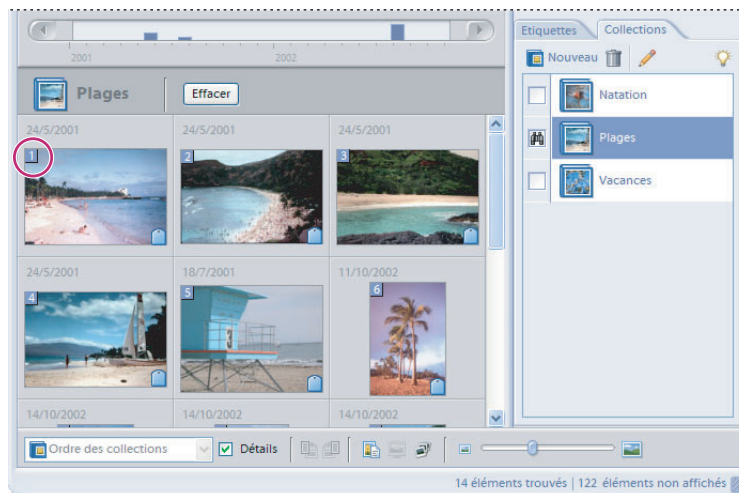 Etiquettes Collections
2001 2002
Nouveau
Plages Effacer
Natation
Plages
Vacances
24/5/2001 24/5/2001 24/5/2001
1 2 3
24/5/2001 18/7/2001 11/10/2002
4 5 6
3
14/10/2002 14/10/2002 14/10/2002
Ordre des collections Détails
14 éléments trouvés | 122 éléments non affichés